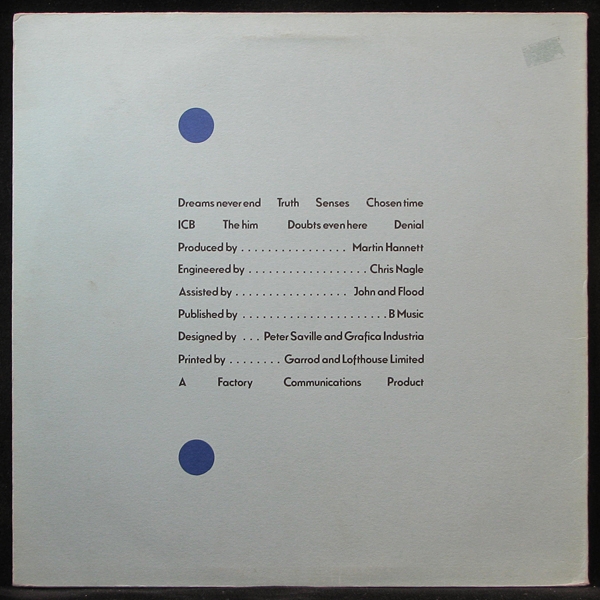 Dreams never end Truth Senses Chosen time
ICB The him Doubts even here Denial
Produced by . . . . . . . . . . . . . . . . Martin Hannett
Engineered by . . . . . . . . . . . . . . . . . . Chris Nagle
Assisted by . . . . . . . . . . . . . . . . . John and Flood
Published by . . . . . . . . . . . . . . . . . . . . . . B Music
Designed by . . . Peter Saville and Grafica Industria
Printed by . . . . . . . . Garrod and Lofthouse Limited
A Factory Communications Product